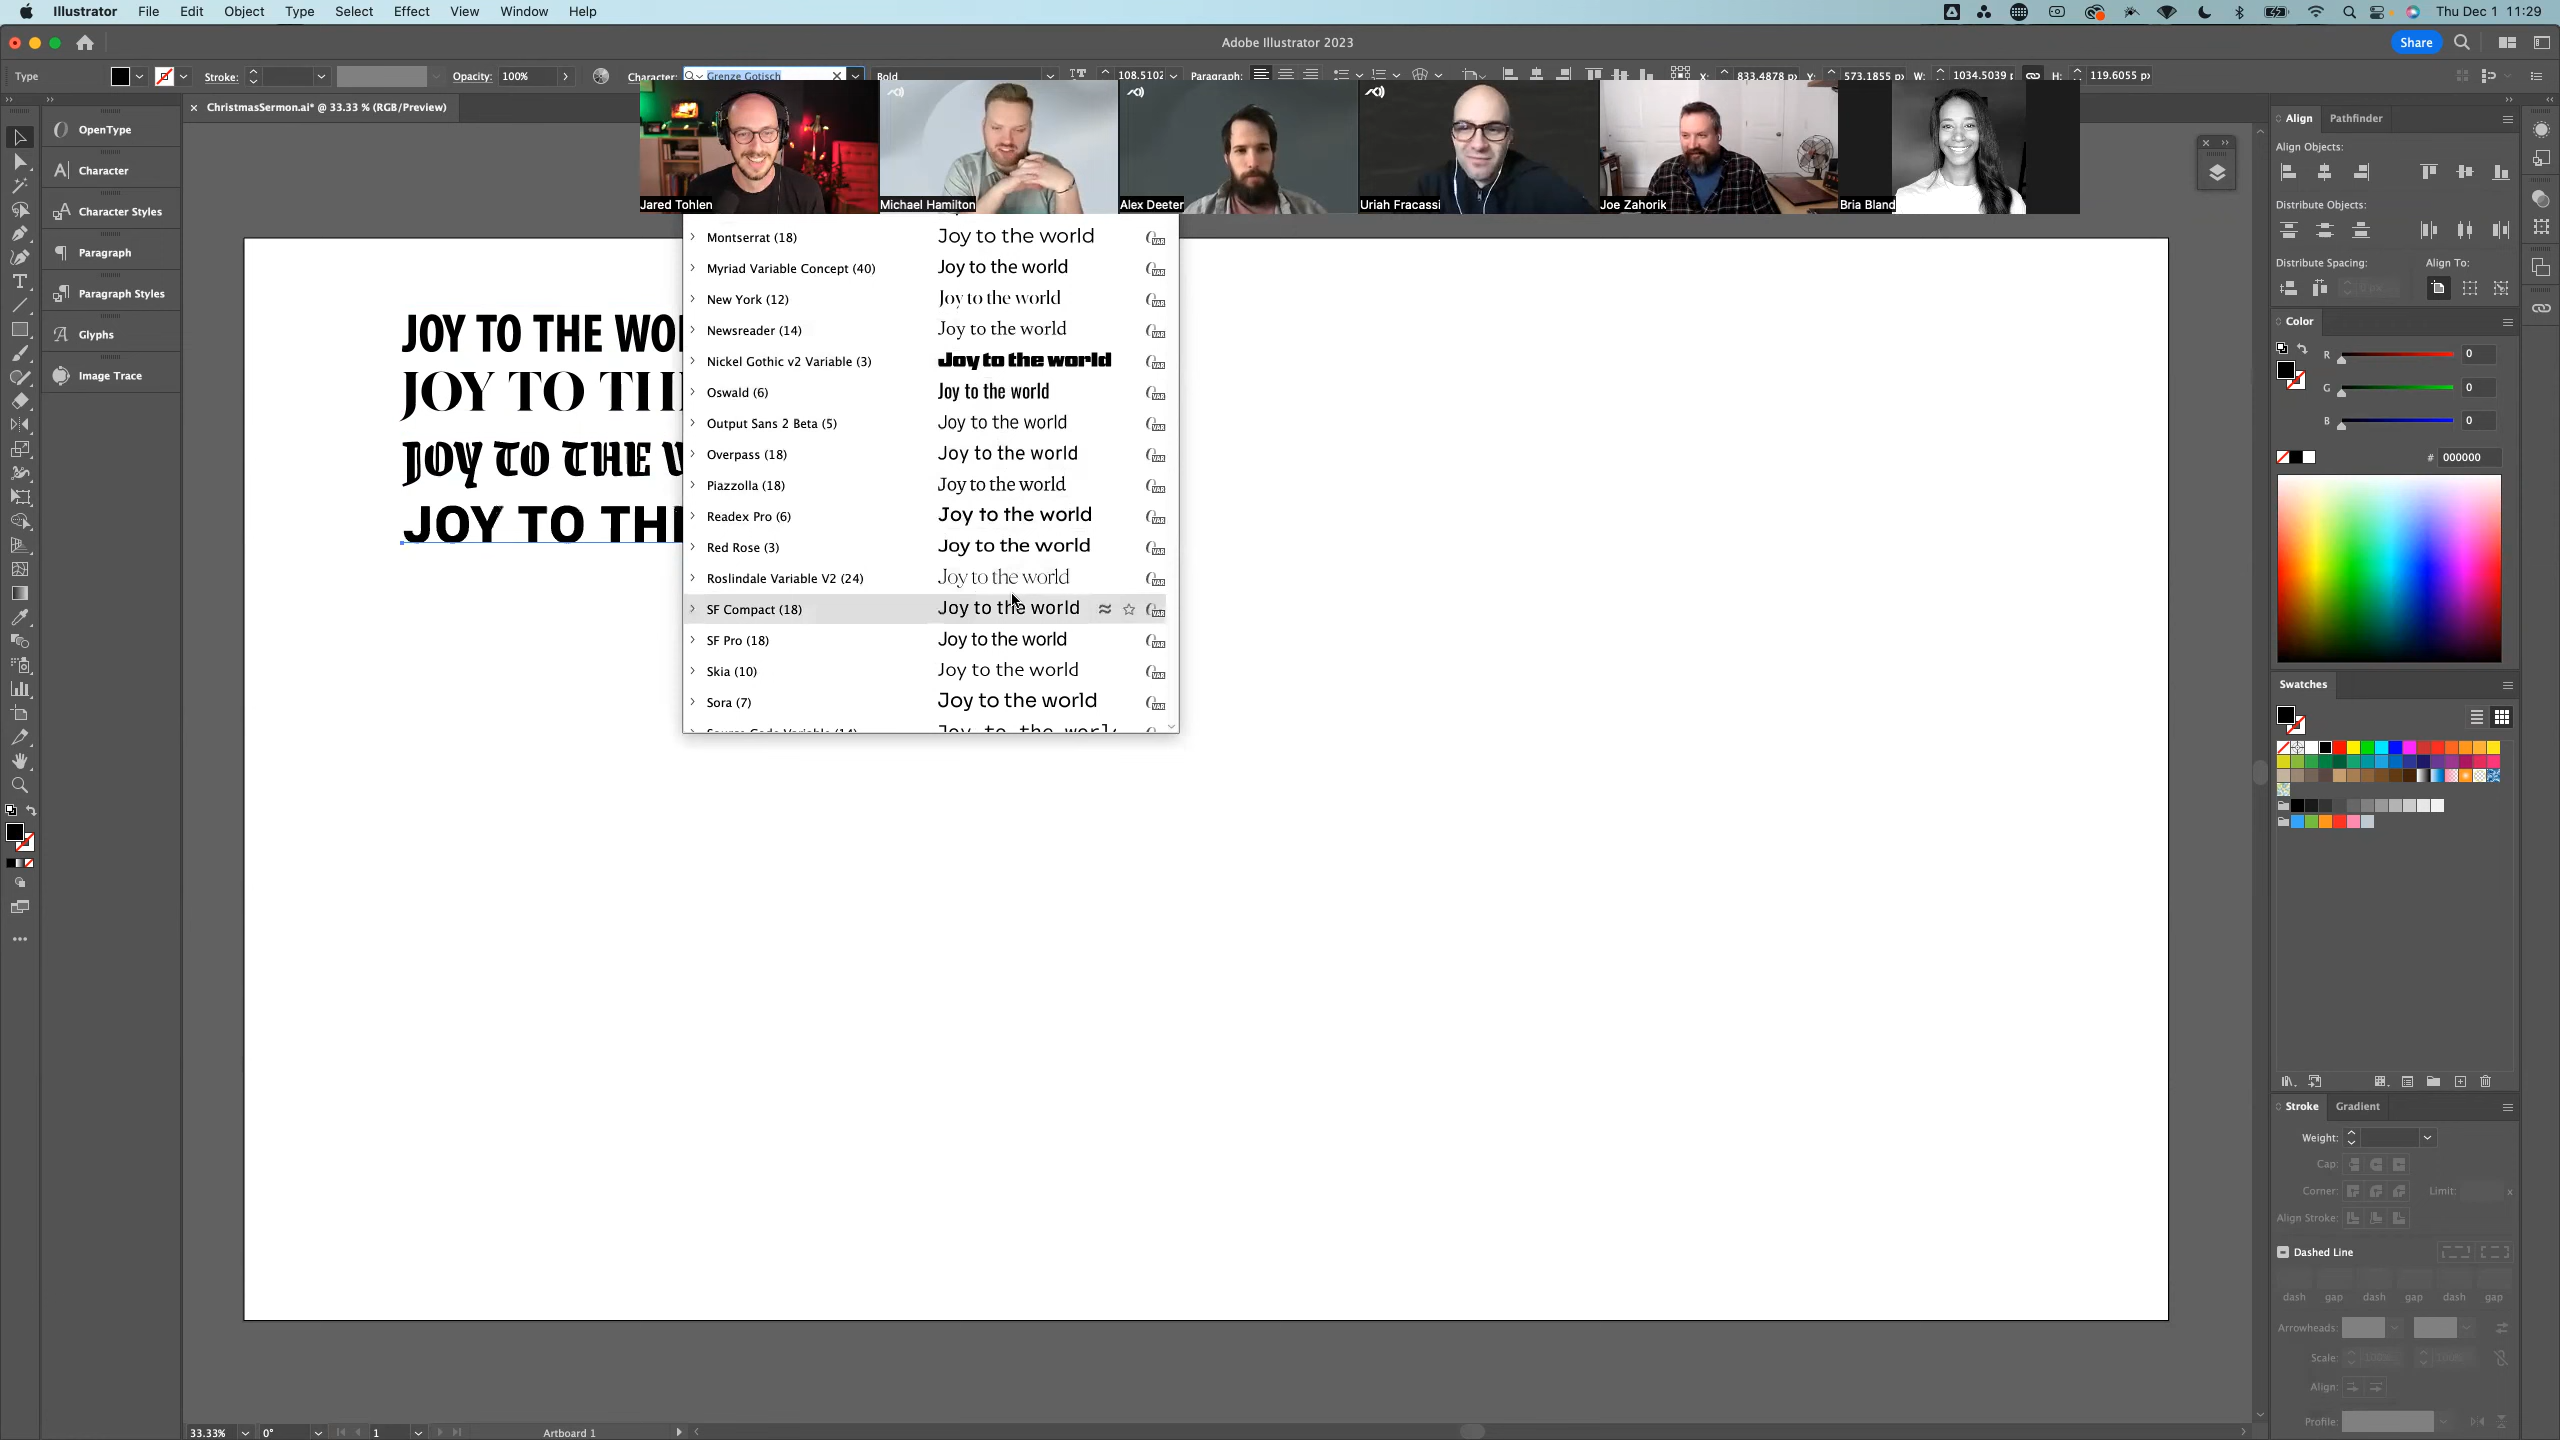 Illustrator File Edit Object Type Select Effect View Window Help
Thu Dec 1 11:29
Adobe Illustrator 2023
Share
Type
Stroke:
Opacity: 100%
Character: Grenze Gotisch
Bold
108.5102
Paragraph:
X: 833.4878 p
Y: 573.1855 p
W: 1034.5039
H: 119.6055 p
ChristmasSermon.ai* @ 33.33 % (RGB/Preview)
OpenType
Character
Character Styles
Paragraph
Paragraph Styles
Glyphs
Image Trace
Jared Tohlen
Michael Hamilton
Alex Deeter
Uriah Fracassi
Joe Zahorik
Bria Bland
JOY TO THE WO
JOY TO TH
JOY TO THE
JOY TO TH
Montserrat (18) Joy to the world
Myriad Variable Concept (40) Joy to the world
New York (12) Joy to the world
Newsreader (14) Joy to the world
Nickel Gothic v2 Variable (3) Joy to the world
Oswald (6) Joy to the world
Output Sans 2 Beta (5) Joy to the world
Overpass (18) Joy to the world
Piazzolla (18) Joy to the world
Readex Pro (6) Joy to the world
Red Rose (3) Joy to the world
Roslindale Variable V2 (24) Joy to the world
SF Compact (18) Joy to the world
SF Pro (18) Joy to the world
Skia (10) Joy to the world
Sora (7) Joy to the world
Source Code Variable (14) Joy to the worl
Align Pathfinder
Align Objects:
Distribute Objects:
Distribute Spacing: Align To:
Color
R 0
G 0
B 0
# 000000
Swatches
Stroke Gradient
Weight:
Cap:
Corner: Limit: x
Align Stroke:
Dashed Line
dash gap dash gap dash gap
Arrowheads:
Scale: 100% 100%
Align:
Profile:
33.33% 0° 1 Artboard 1